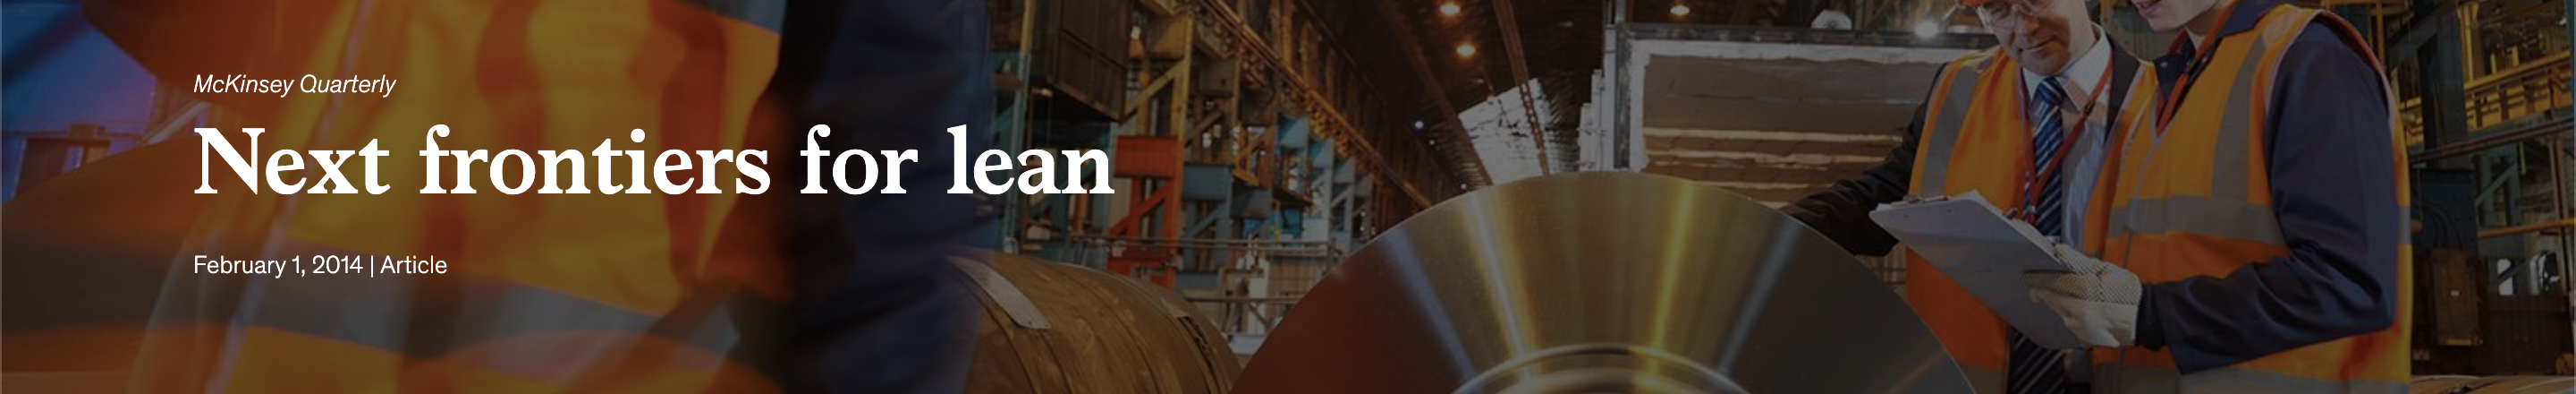 McKinsey Quarterly
Next frontiers for lean
February 1, 2014 | Article